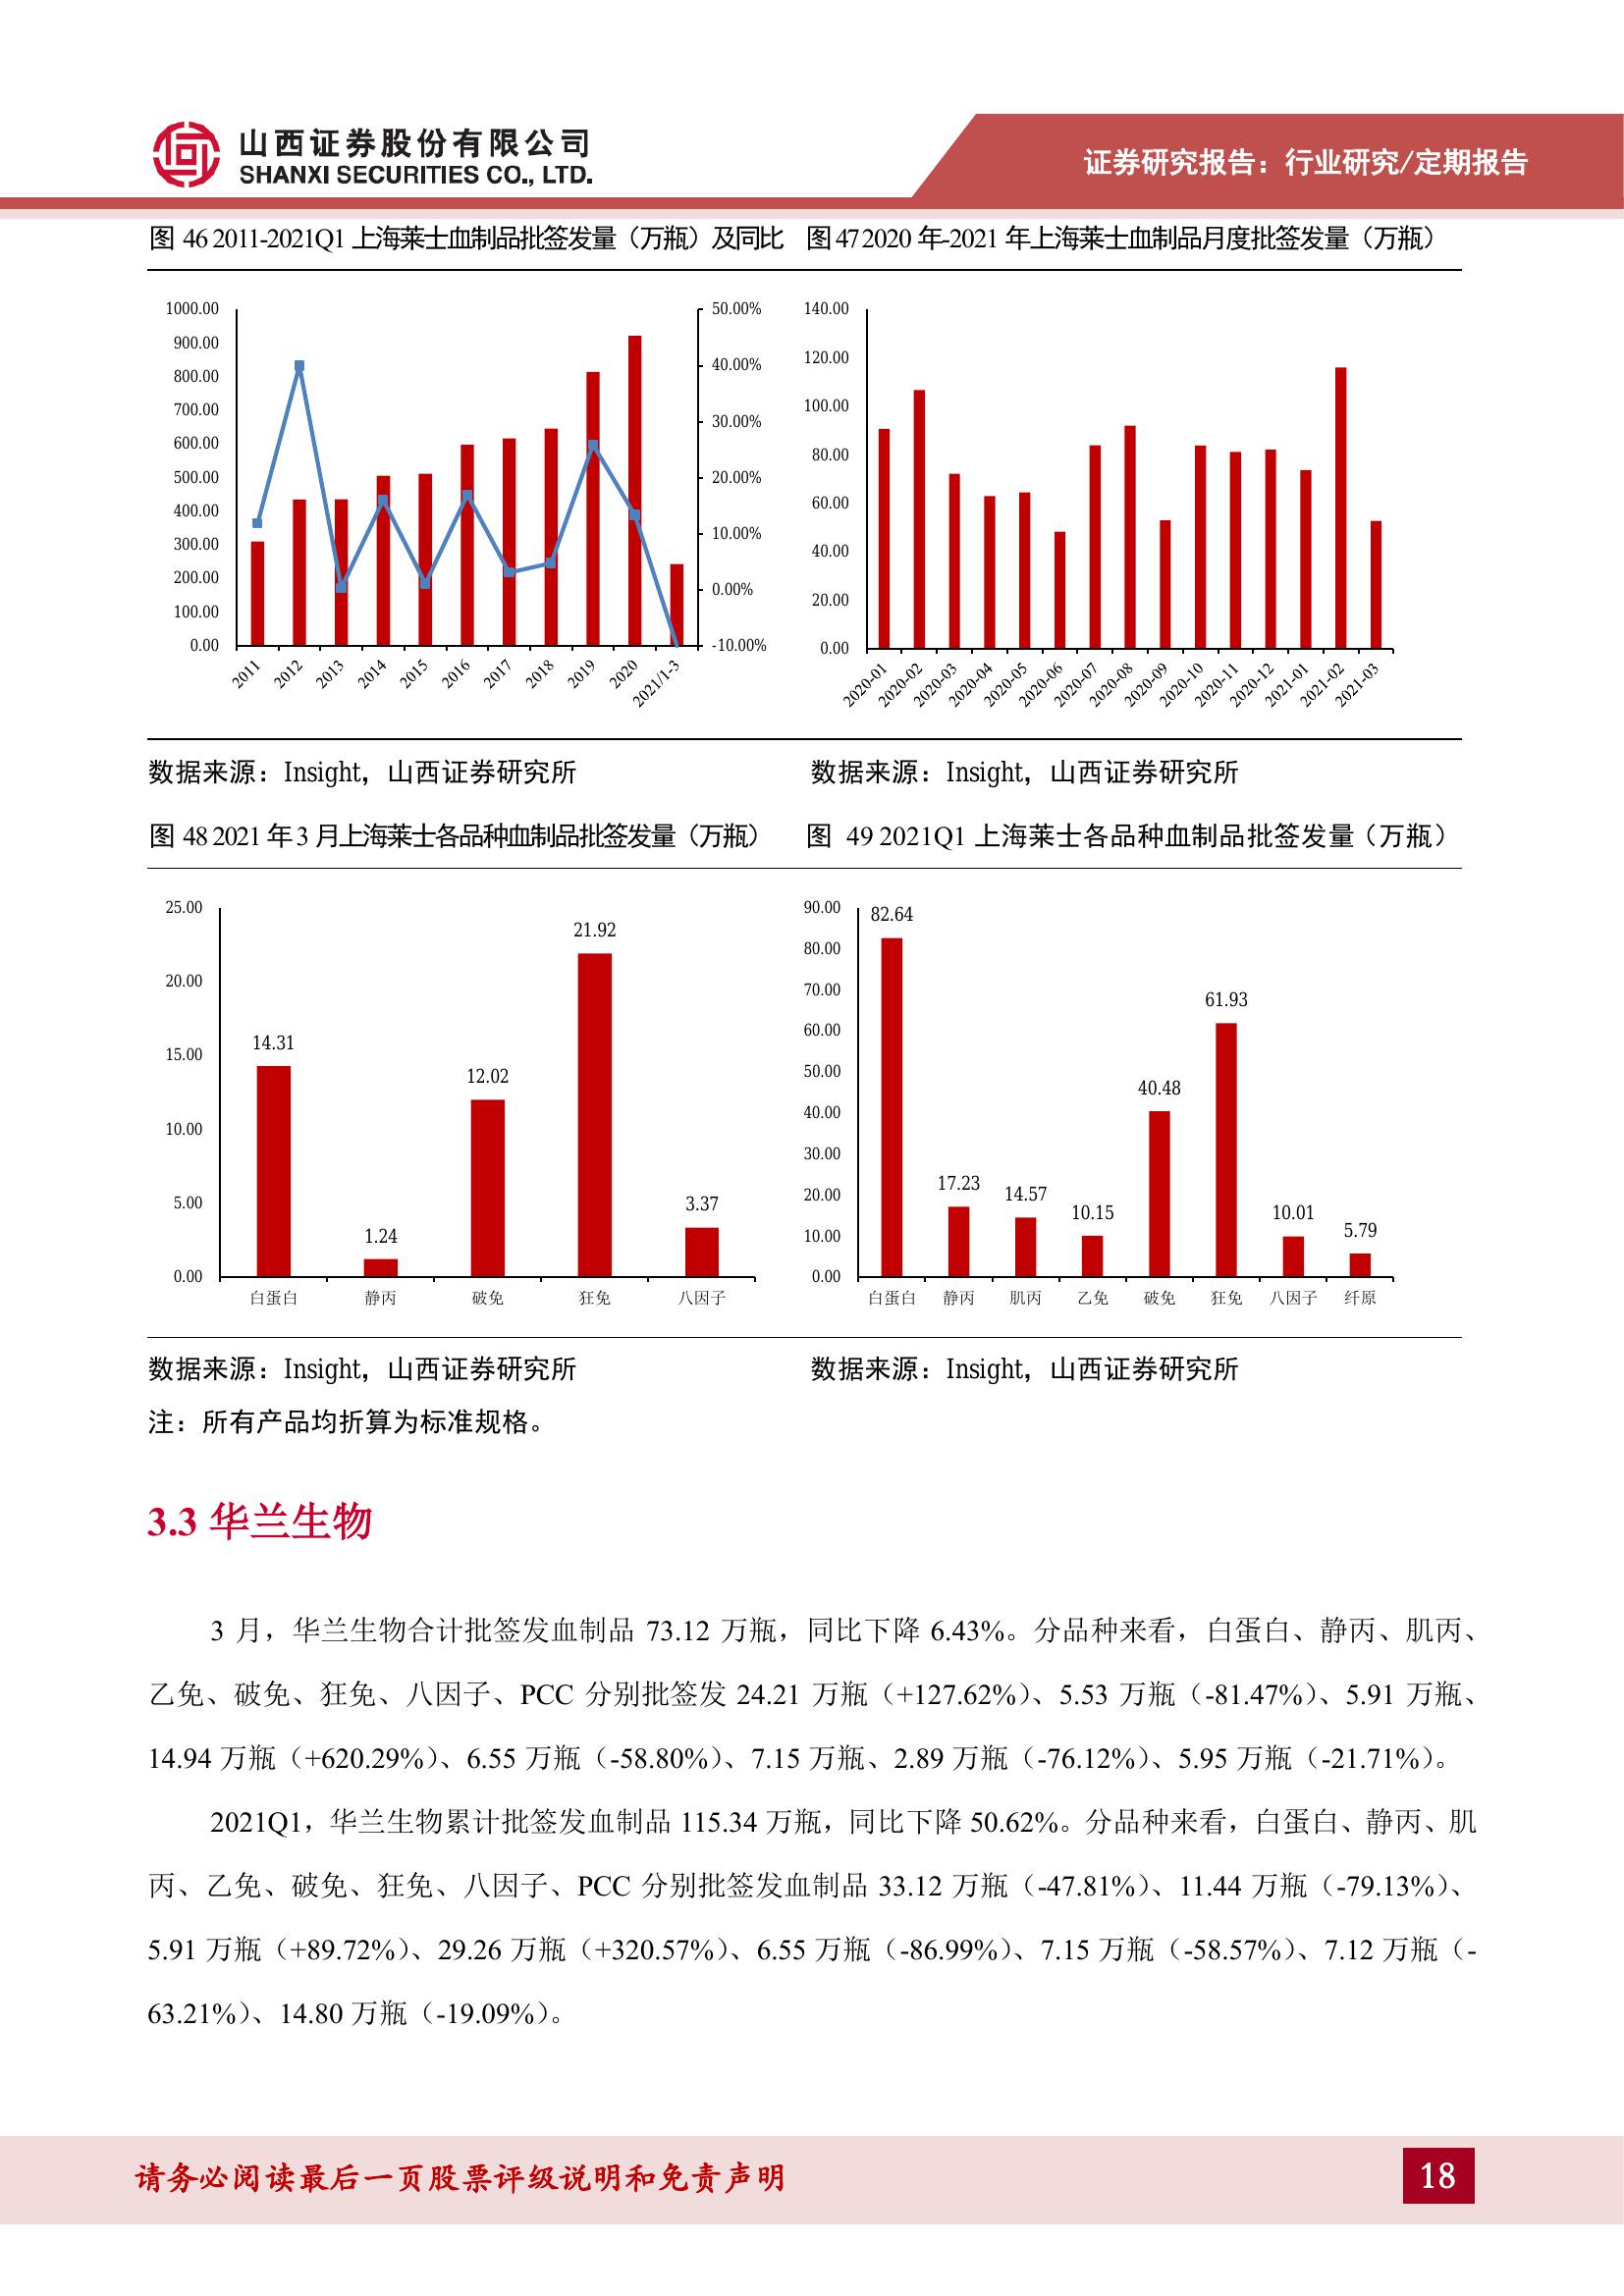 山西证券股份有限公司
SHANXI SECURITIES CO., LTD.
证券研究报告：行业研究/定期报告
图 46 2011-2021Q1 上海莱士血制品批签发量（万瓶）及同比
图 47 2020 年-2021 年上海莱士血制品月度批签发量（万瓶）
1000.00
900.00
800.00
700.00
600.00
500.00
400.00
300.00
200.00
100.00
0.00
50.00%
40.00%
30.00%
20.00%
10.00%
0.00%
-10.00%
2011 2012 2013 2014 2015 2016 2017 2018 2019 2020 2021/1-3
140.00
120.00
100.00
80.00
60.00
40.00
20.00
0.00
2020-01 2020-02 2020-03 2020-04 2020-05 2020-06 2020-07 2020-08 2020-09 2020-10 2020-11 2020-12 2021-01 2021-02 2021-03
数据来源：Insight，山西证券研究所
数据来源：Insight，山西证券研究所
图 48 2021 年 3 月上海莱士各品种血制品批签发量（万瓶）
图 49 2021Q1 上海莱士各品种血制品批签发量（万瓶）
25.00
20.00
15.00
10.00
5.00
0.00
14.31 1.24 12.02 21.92 3.37
白蛋白 静丙 破免 狂免 八因子
90.00
80.00
70.00
60.00
50.00
40.00
30.00
20.00
10.00
0.00
82.64 17.23 14.57 10.15 40.48 61.93 10.01 5.79
白蛋白 静丙 肌丙 乙免 破免 狂免 八因子 纤原
数据来源：Insight，山西证券研究所
数据来源：Insight，山西证券研究所
注：所有产品均折算为标准规格。
3.3 华兰生物
3 月，华兰生物合计批签发血制品 73.12 万瓶，同比下降 6.43%。分品种来看，白蛋白、静丙、肌丙、
乙免、破免、狂免、八因子、PCC 分别批签发 24.21 万瓶（+127.62%）、5.53 万瓶（-81.47%）、5.91 万瓶、
14.94 万瓶（+620.29%）、6.55 万瓶（-58.80%）、7.15 万瓶、2.89 万瓶（-76.12%）、5.95 万瓶（-21.71%）。
2021Q1，华兰生物累计批签发血制品 115.34 万瓶，同比下降 50.62%。分品种来看，白蛋白、静丙、肌
丙、乙免、破免、狂免、八因子、PCC 分别批签发血制品 33.12 万瓶（-47.81%）、11.44 万瓶（-79.13%）、
5.91 万瓶（+89.72%）、29.26 万瓶（+320.57%）、6.55 万瓶（-86.99%）、7.15 万瓶（-58.57%）、7.12 万瓶（-
63.21%）、14.80 万瓶（-19.09%）。
请务必阅读最后一页股票评级说明和免责声明
18